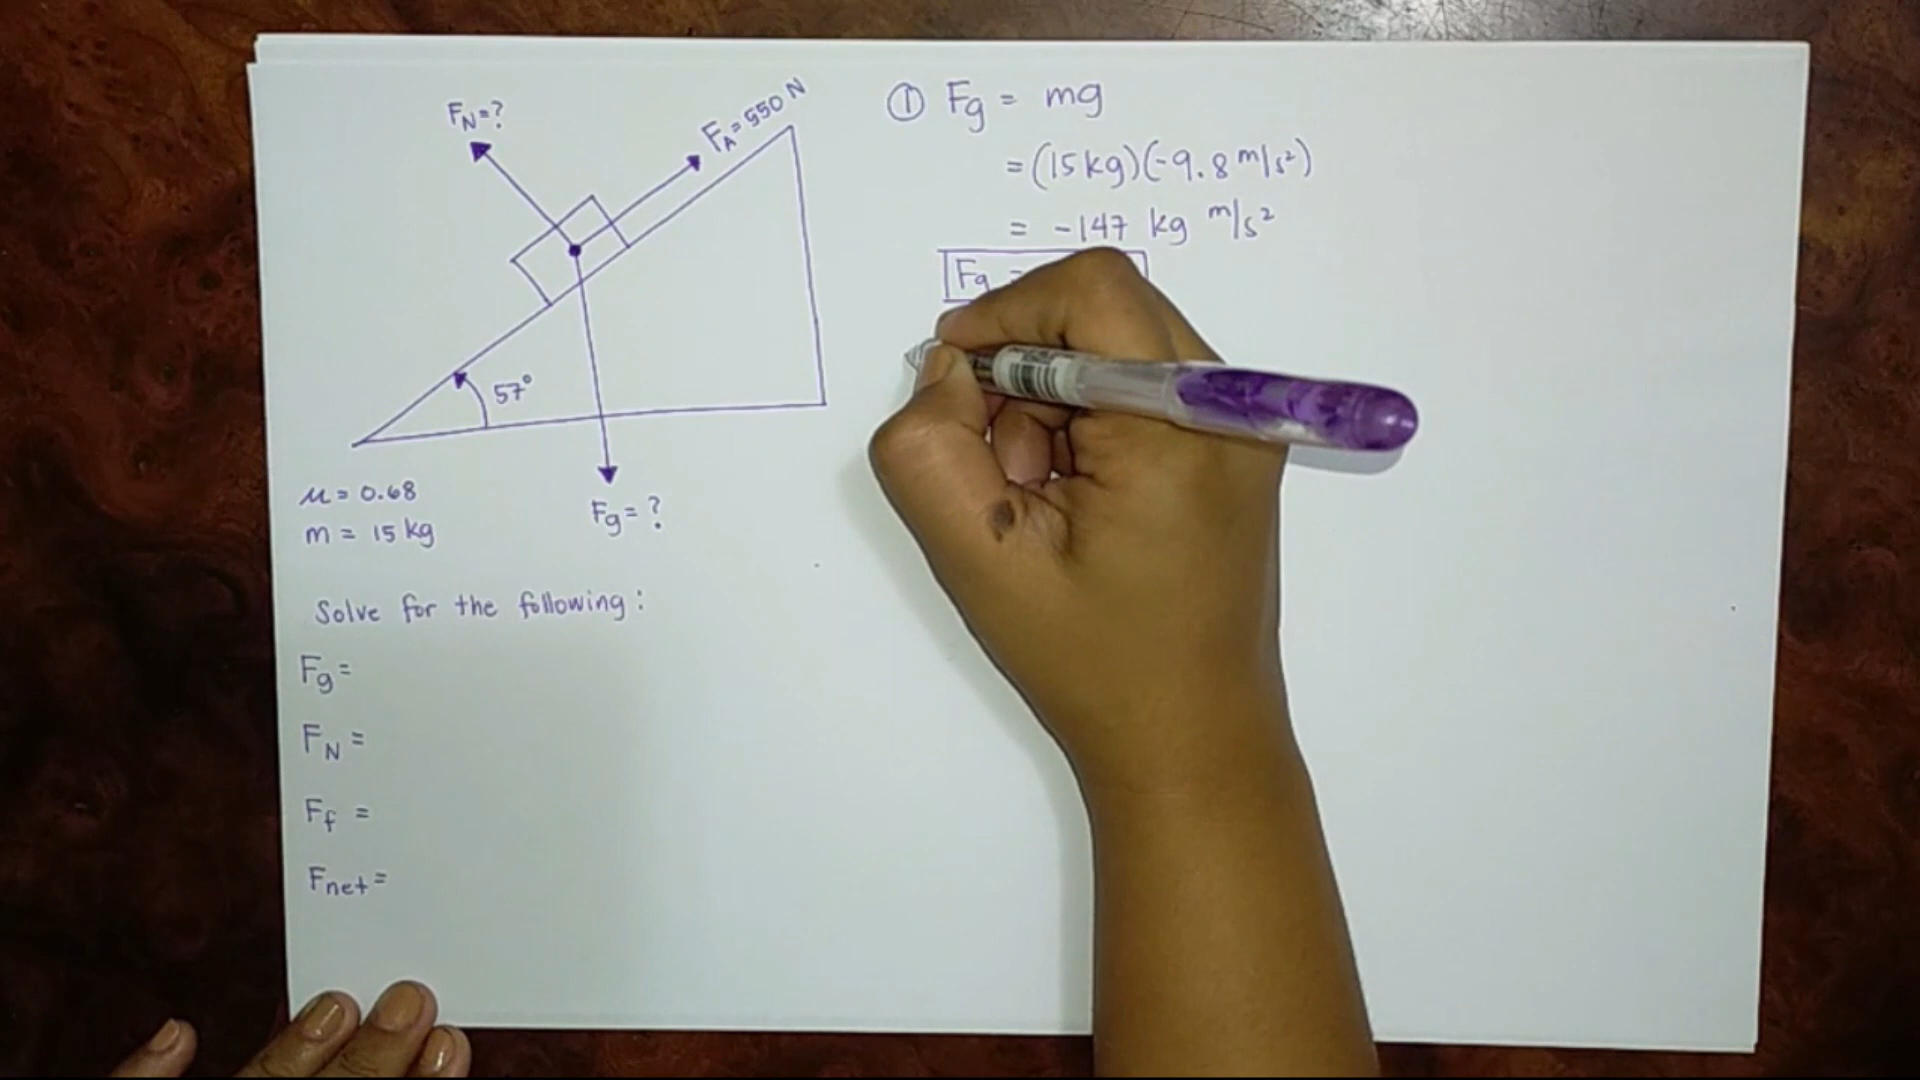 F_N = ?
F_A = 550 N
57°
F_g = ?
μ = 0.68
m = 15 kg
Solve for the following:
F_g =
F_N =
F_f =
F_net =
① F_g = mg
= (15 kg)(-9.8 m/s²)
= -147 kg m/s²
F_g =